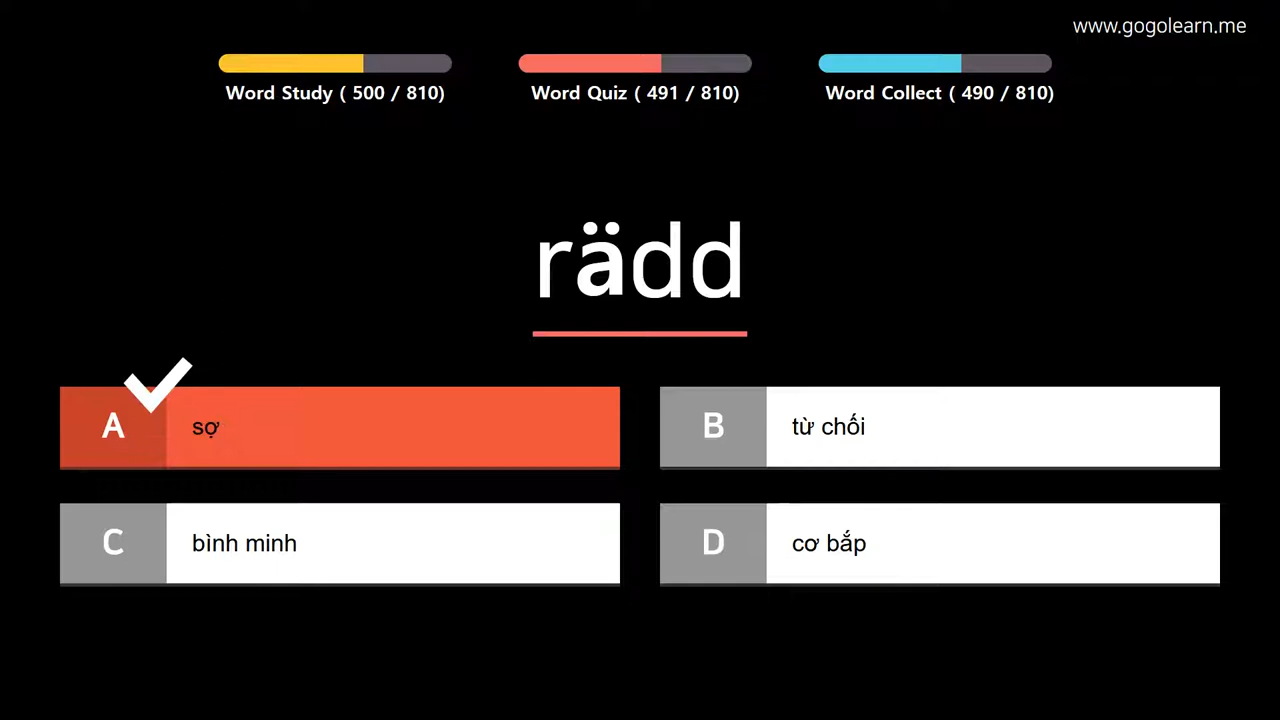 www.gogolearn.me
Word Study ( 500 / 810)
Word Quiz ( 491 / 810)
Word Collect ( 490 / 810)
rädd
A sợ
B từ chối
C bình minh
D cơ bắp